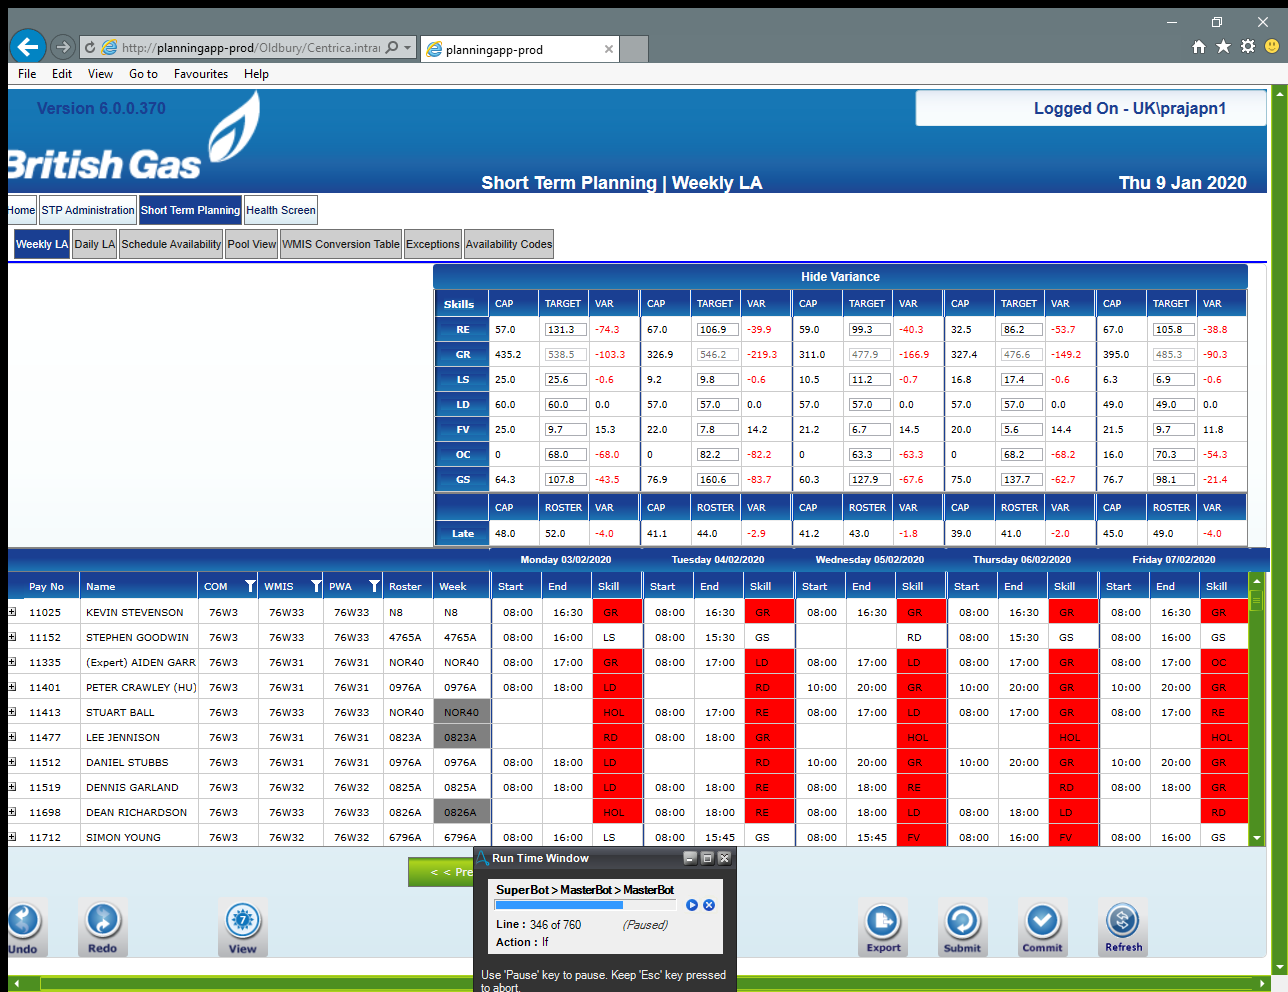 http://planningapp-prod/Oldbury/Centrica.intra
planningapp-prod
File Edit View Go to Favourites Help
Version 6.0.0.370
Logged On - UK\prajapn1
British Gas
Short Term Planning | Weekly LA
Thu 9 Jan 2020
Home STP Administration Short Term Planning Health Screen
Weekly LA Daily LA Schedule Availability Pool View WMIS Conversion Table Exceptions Availability Codes
Hide Variance
Skills CAP TARGET VAR CAP TARGET VAR CAP TARGET VAR CAP TARGET VAR CAP TARGET VAR
RE 57.0 131.3 -74.3 67.0 106.9 -39.9 59.0 99.3 -40.3 32.5 86.2 -53.7 67.0 105.8 -38.8
GR 435.2 538.5 -103.3 326.9 546.2 -219.3 311.0 477.9 -166.9 327.4 476.6 -149.2 395.0 485.3 -90.3
LS 25.0 25.6 -0.6 9.2 9.8 -0.6 10.5 11.2 -0.7 16.8 17.4 -0.6 6.3 6.9 -0.6
LD 60.0 60.0 0.0 57.0 57.0 0.0 57.0 57.0 0.0 57.0 57.0 0.0 49.0 49.0 0.0
FV 25.0 9.7 15.3 22.0 7.8 14.2 21.2 6.7 14.5 20.0 5.6 14.4 21.5 9.7 11.8
OC 0 68.0 -68.0 0 82.2 -82.2 0 63.3 -63.3 0 68.2 -68.2 16.0 70.3 -54.3
GS 64.3 107.8 -43.5 76.9 160.6 -83.7 60.3 127.9 -67.6 75.0 137.7 -62.7 76.7 98.1 -21.4
CAP ROSTER VAR CAP ROSTER VAR CAP ROSTER VAR CAP ROSTER VAR CAP ROSTER VAR
Late 48.0 52.0 -4.0 41.1 44.0 -2.9 41.2 43.0 -1.8 39.0 41.0 -2.0 45.0 49.0 -4.0
Monday 03/02/2020 Tuesday 04/02/2020 Wednesday 05/02/2020 Thursday 06/02/2020 Friday 07/02/2020
Pay No Name COM WMIS PWA Roster Week Start End Skill Start End Skill Start End Skill Start End Skill Start End Skill
11025 KEVIN STEVENSON 76W3 76W33 76W33 N8 N8 08:00 16:30 GR 08:00 16:30 GR 08:00 16:30 GR 08:00 16:30 GR 08:00 16:30 GR
11152 STEPHEN GOODWIN 76W3 76W33 76W33 4765A 4765A 08:00 16:00 LS 08:00 15:30 GS RD 08:00 15:30 GS 08:00 16:00 GS
11335 (Expert) AIDEN GARR 76W3 76W31 76W31 NOR40 NOR40 08:00 17:00 GR 08:00 17:00 LD 08:00 17:00 LD 08:00 17:00 GR 08:00 17:00 OC
11401 PETER CRAWLEY (HU) 76W3 76W31 76W31 0976A 0976A 08:00 18:00 LD RD 10:00 20:00 GR 10:00 20:00 GR 10:00 20:00 GR
11413 STUART BALL 76W3 76W33 76W33 NOR40 NOR40 HOL 08:00 17:00 RE 08:00 17:00 LD 08:00 17:00 GR 08:00 17:00 RE
11477 LEE JENNISON 76W3 76W31 76W31 0823A 0823A RD 08:00 18:00 GR HOL HOL HOL
11512 DANIEL STUBBS 76W3 76W31 76W31 0976A 0976A 08:00 18:00 LD RD 10:00 20:00 GR 10:00 20:00 GR 10:00 20:00 GR
11519 DENNIS GARLAND 76W3 76W32 76W32 0825A 0825A 08:00 18:00 LD 08:00 18:00 RE 08:00 18:00 RE RD 08:00 18:00 GR
11698 DEAN RICHARDSON 76W3 76W33 76W33 0826A 0826A HOL 08:00 18:00 RE 08:00 18:00 LD 08:00 18:00 LD RD
11712 SIMON YOUNG 76W3 76W32 76W32 6796A 6796A 08:00 16:00 LS 08:00 15:45 GS 08:00 15:45 FV 08:00 16:00 FV 08:00 16:00 GS
< < Pre
Run Time Window
SuperBot > MasterBot > MasterBot
Line : 346 of 760 (Paused)
Action : If
Use 'Pause' key to pause. Keep 'Esc' key pressed
to abort.
Undo Redo 7 View Export Submit Commit Refresh